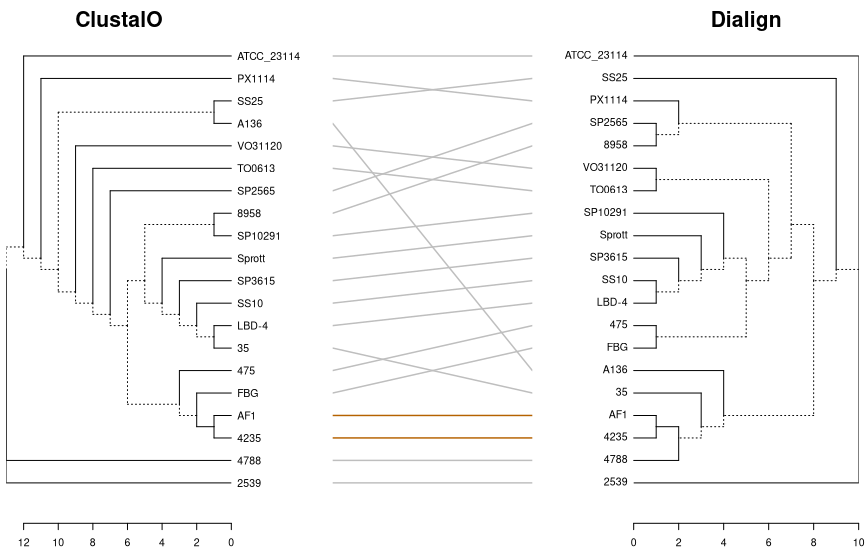 ClustalO
Dialign
ATCC_23114
PX1114
SS25
A136
VO31120
TO0613
SP2565
8958
SP10291
Sprott
SP3615
SS10
LBD-4
35
475
FBG
AF1
4235
4788
2539
12 10 8 6 4 2 0
ATCC_23114
SS25
PX1114
SP2565
8958
VO31120
TO0613
SP10291
Sprott
SP3615
SS10
LBD-4
475
FBG
A136
35
AF1
4235
4788
2539
0 2 4 6 8 10